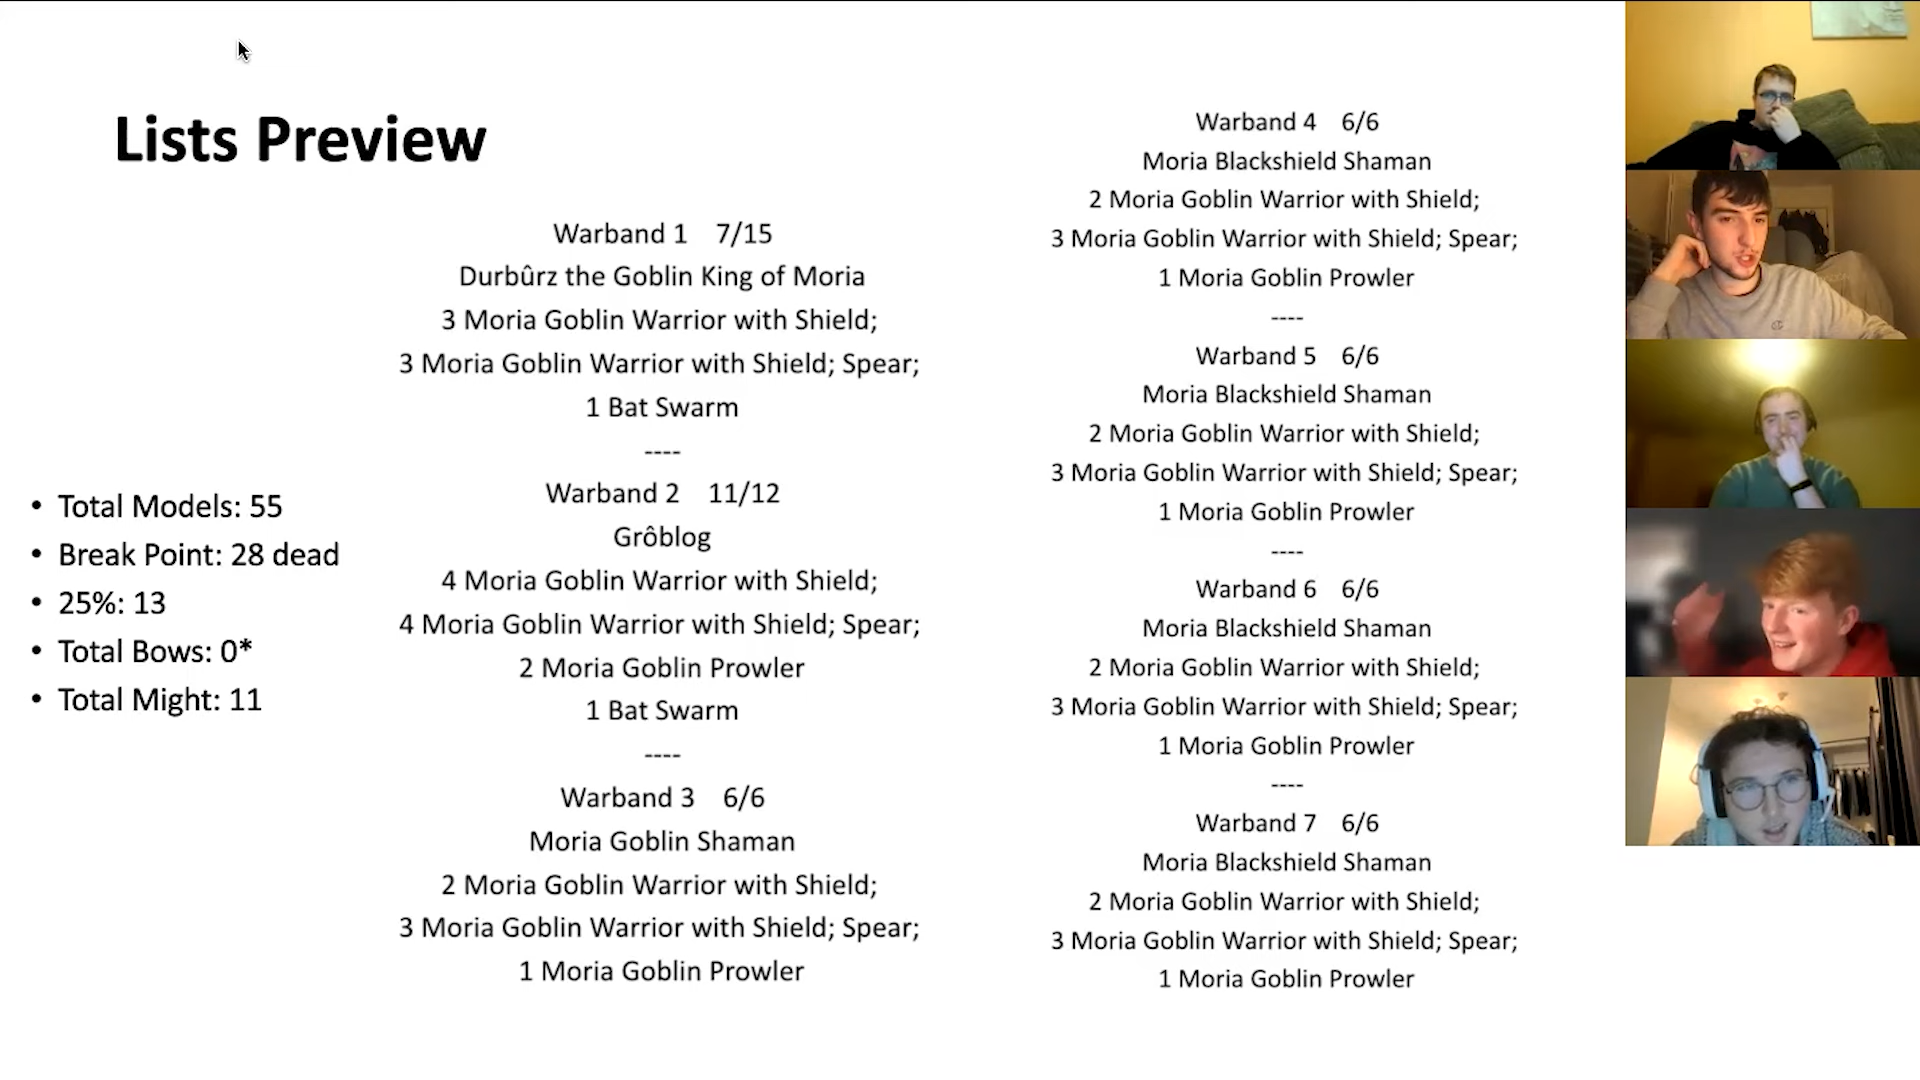 Lists Preview
• Total Models: 55
• Break Point: 28 dead
• 25%: 13
• Total Bows: 0*
• Total Might: 11
Warband 1 7/15
Durbûrz the Goblin King of Moria
3 Moria Goblin Warrior with Shield;
3 Moria Goblin Warrior with Shield; Spear;
1 Bat Swarm
----
Warband 2 11/12
Grôblog
4 Moria Goblin Warrior with Shield;
4 Moria Goblin Warrior with Shield; Spear;
2 Moria Goblin Prowler
1 Bat Swarm
----
Warband 3 6/6
Moria Goblin Shaman
2 Moria Goblin Warrior with Shield;
3 Moria Goblin Warrior with Shield; Spear;
1 Moria Goblin Prowler
Warband 4 6/6
Moria Blackshield Shaman
2 Moria Goblin Warrior with Shield;
3 Moria Goblin Warrior with Shield; Spear;
1 Moria Goblin Prowler
----
Warband 5 6/6
Moria Blackshield Shaman
2 Moria Goblin Warrior with Shield;
3 Moria Goblin Warrior with Shield; Spear;
1 Moria Goblin Prowler
----
Warband 6 6/6
Moria Blackshield Shaman
2 Moria Goblin Warrior with Shield;
3 Moria Goblin Warrior with Shield; Spear;
1 Moria Goblin Prowler
----
Warband 7 6/6
Moria Blackshield Shaman
2 Moria Goblin Warrior with Shield;
3 Moria Goblin Warrior with Shield; Spear;
1 Moria Goblin Prowler